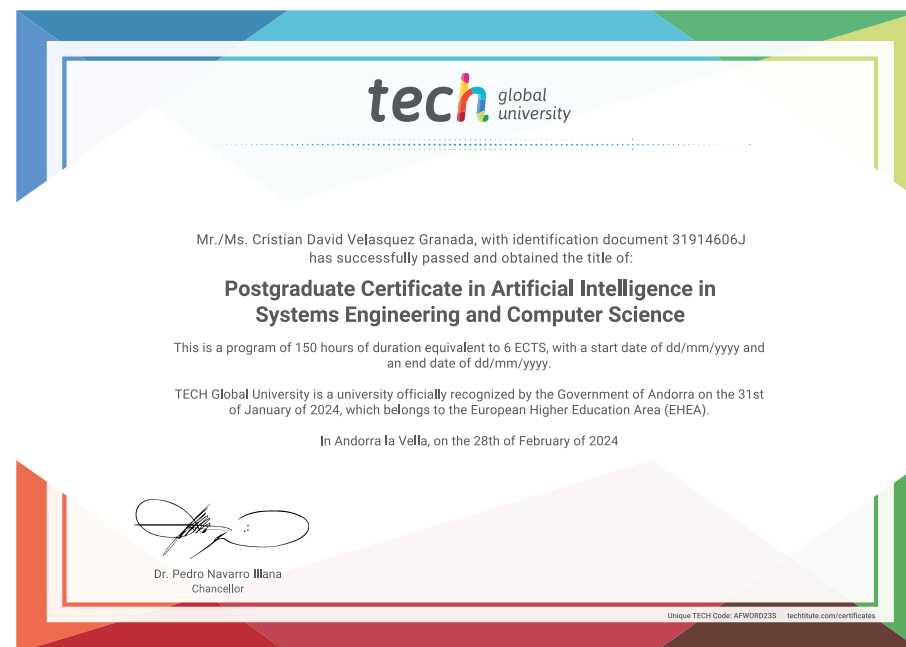 tech global university
Mr./Ms. Cristian David Velasquez Granada, with identification document 31914606J
has successfully passed and obtained the title of:
Postgraduate Certificate in Artificial Intelligence in
Systems Engineering and Computer Science
This is a program of 150 hours of duration equivalent to 6 ECTS, with a start date of dd/mm/yyyy and
an end date of dd/mm/yyyy.
TECH Global University is a university officially recognized by the Government of Andorra on the 31st
of January of 2024, which belongs to the European Higher Education Area (EHEA).
In Andorra la Vella, on the 28th of February of 2024
Dr. Pedro Navarro Illana
Chancellor
Unique TECH Code: AFWORD23S techtitute.com/certificates